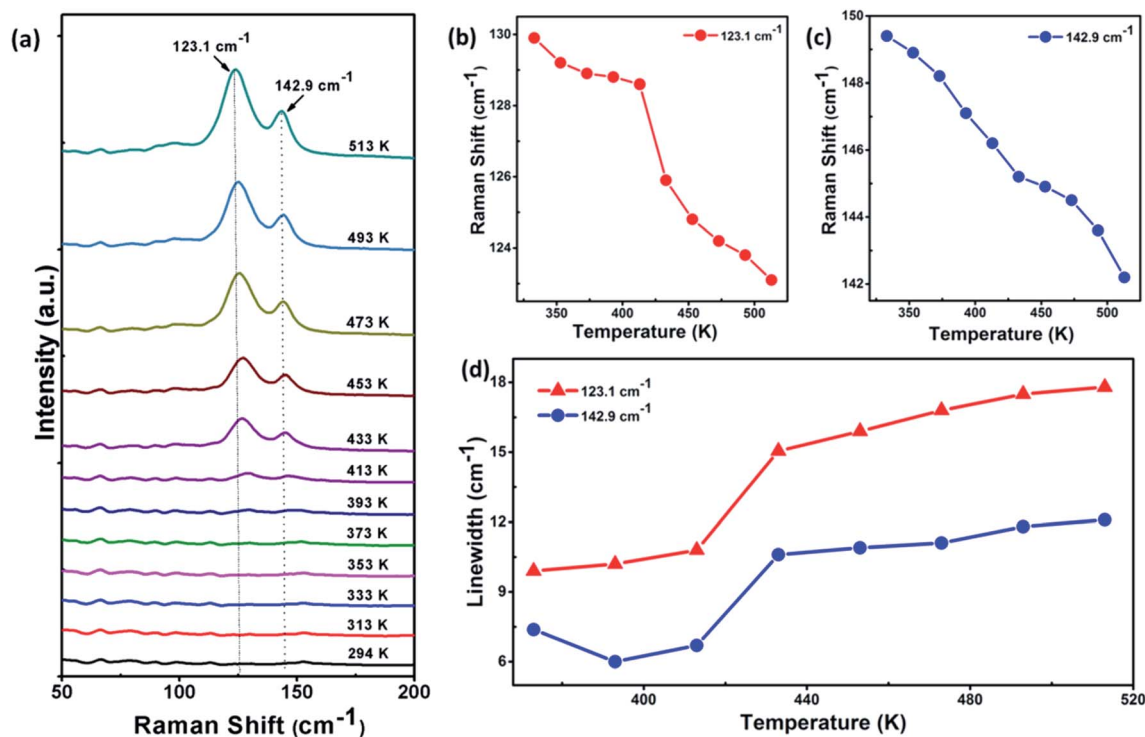 (a)
123.1 cm⁻¹
142.9 cm⁻¹
513 K
493 K
473 K
453 K
433 K
413 K
393 K
373 K
353 K
333 K
313 K
294 K
Intensity (a.u.)
50 100 150 200
Raman Shift (cm⁻¹)
(b)
123.1 cm⁻¹
130
128
126
124
Raman Shift (cm⁻¹)
350 400 450 500
Temperature (K)
(c)
142.9 cm⁻¹
150
148
146
144
142
Raman Shift (cm⁻¹)
350 400 450 500
Temperature (K)
(d)
123.1 cm⁻¹
142.9 cm⁻¹
18
15
12
9
6
Linewidth (cm⁻¹)
400 440 480 520
Temperature (K)